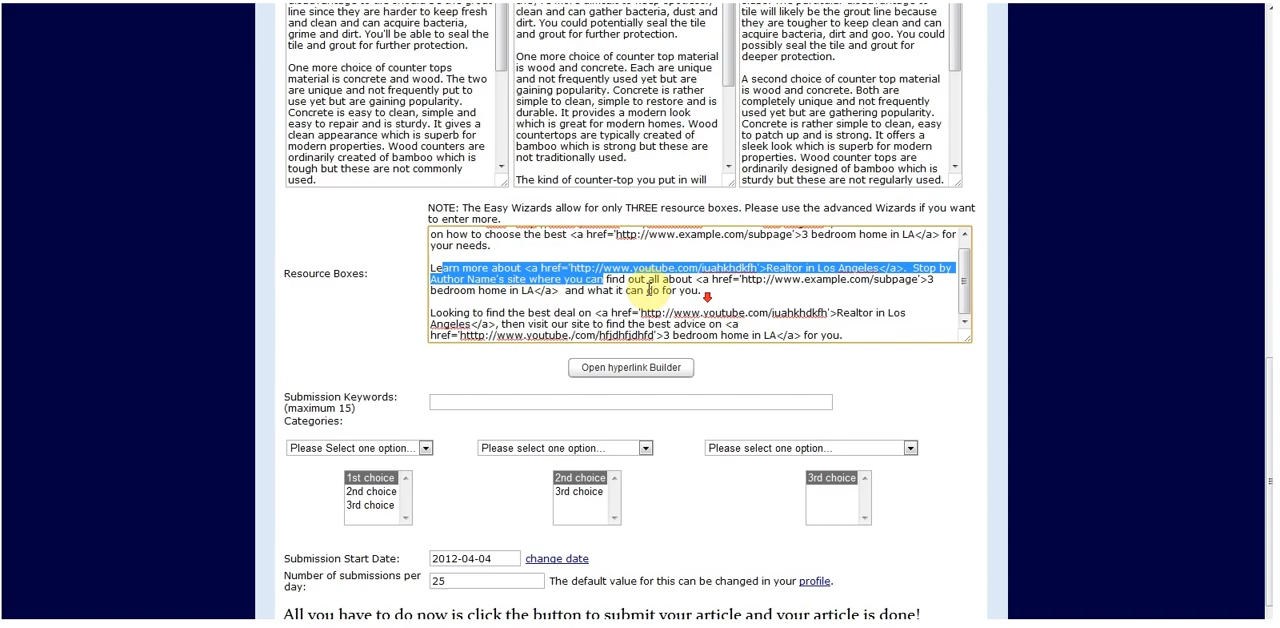 disadvantage to tile should be the grout
line since they are harder to keep fresh
and clean and can acquire bacteria,
grime and dirt. You'll be able to seal the
tile and grout for further protection.
One more choice of counter tops
material is concrete and wood. The two
are unique and not frequently put to
use yet but are gaining popularity.
Concrete is easy to clean, simple and
easy to repair and is sturdy. It gives a
clean appearance which is superb for
modern properties. Wood counters are
ordinarily created of bamboo which is
tough but these are not commonly
used.
clean and can gather bacteria, dust and
dirt. You could potentially seal the tile
and grout for further protection.
One more choice of counter top material
is wood and concrete. Each are unique
and not frequently used yet but are
gaining popularity. Concrete is rather
simple to clean, simple to restore and is
durable. It provides a modern look
which is great for modern homes. Wood
countertops are typically created of
bamboo which is strong but these are
not traditionally used.
The kind of counter-top you put in will
tile will likely be the grout line because
they are tougher to keep clean and can
acquire bacteria, dirt and goo. You could
possibly seal the tile and grout for
deeper protection.
A second choice of counter top material
is wood and concrete. Both are
completely unique and not frequently
used yet but are gathering popularity.
Concrete is rather simple to clean, easy
to patch up and is strong. It offers a
sleek look which is superb for modern
properties. Wood counter tops are
ordinarily designed of bamboo which is
sturdy but these are not regularly used.
NOTE: The Easy Wizards allow for only THREE resource boxes. Please use the advanced Wizards if you want
to enter more.
Resource Boxes:
on how to choose the best <a href='http://www.example.com/subpage'>3 bedroom home in LA</a> for
your needs.
Learn more about <a href='http://www.youtube.com/iuahkhdkfh'>Realtor in Los Angeles</a>.  Stop by
Author Name's site where you can find out all about <a href='http://www.example.com/subpage'>3
bedroom home in LA</a>  and what it can do for you.
Looking to find the best deal on <a href='http://www.youtube.com/iuahkhdkfh'>Realtor in Los
Angeles</a>, then visit our site to find the best advice on <a
href='htttp://www.youtube./com/hfjdhfjdhfd'>3 bedroom home in LA</a> for you.
Open hyperlink Builder
Submission Keywords:
(maximum 15)
Categories:
Please Select one option... Please select one option... Please select one option...
1st choice 2nd choice 3rd choice
2nd choice 3rd choice
3rd choice
Submission Start Date: 2012-04-04 change date
Number of submissions per
day: 25 The default value for this can be changed in your profile.
All you have to do now is click the button to submit your article and your article is done!